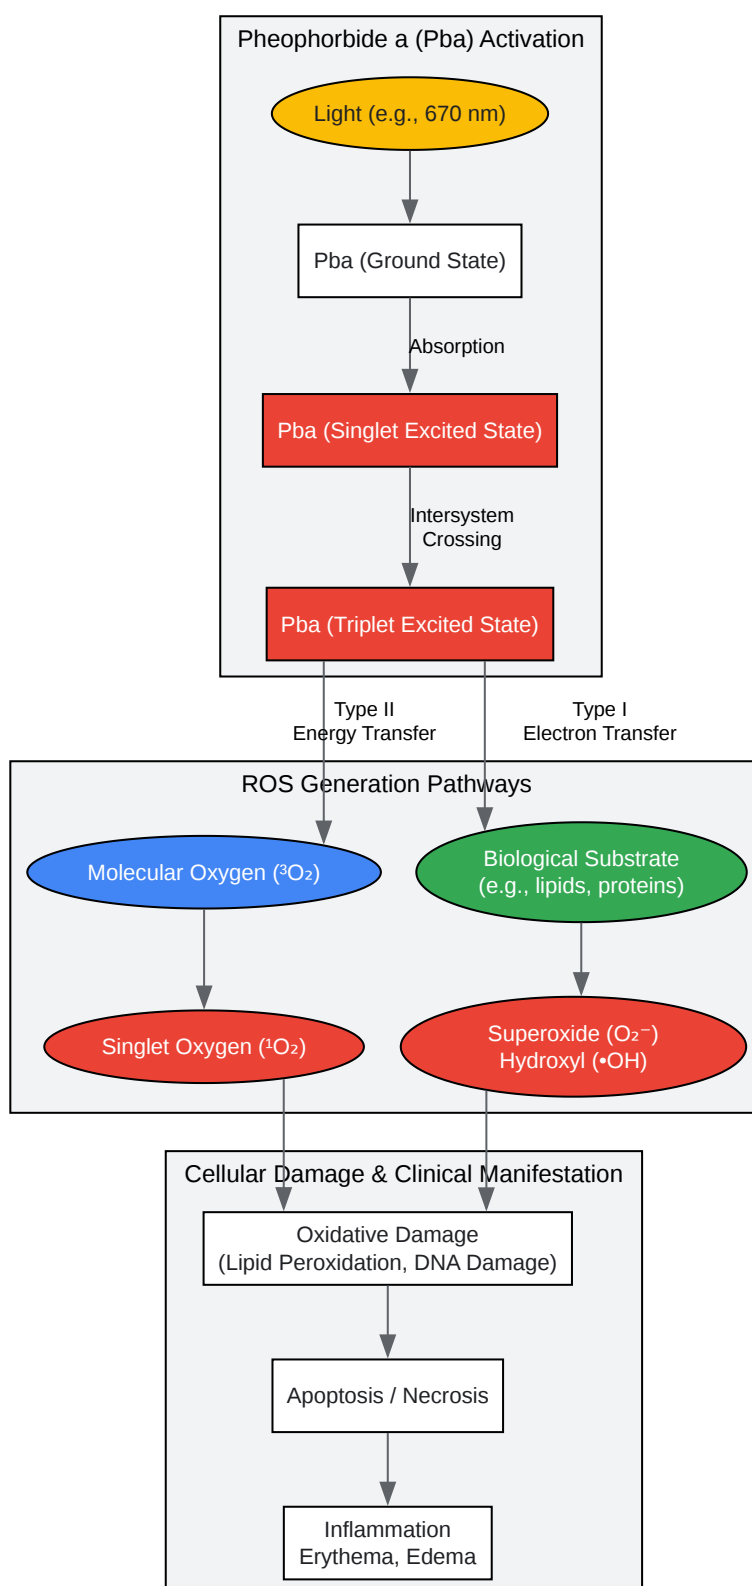 Pheophorbide a (Pba) Activation
Light (e.g., 670 nm)
Pba (Ground State)
Absorption
Pba (Singlet Excited State)
Intersystem
Crossing
Pba (Triplet Excited State)
Type II
Energy Transfer
Type I
Electron Transfer
ROS Generation Pathways
Molecular Oxygen (³O₂)
Biological Substrate
(e.g., lipids, proteins)
Singlet Oxygen (¹O₂)
Superoxide (O₂⁻)
Hydroxyl (•OH)
Cellular Damage & Clinical Manifestation
Oxidative Damage
(Lipid Peroxidation, DNA Damage)
Apoptosis / Necrosis
Inflammation
Erythema, Edema